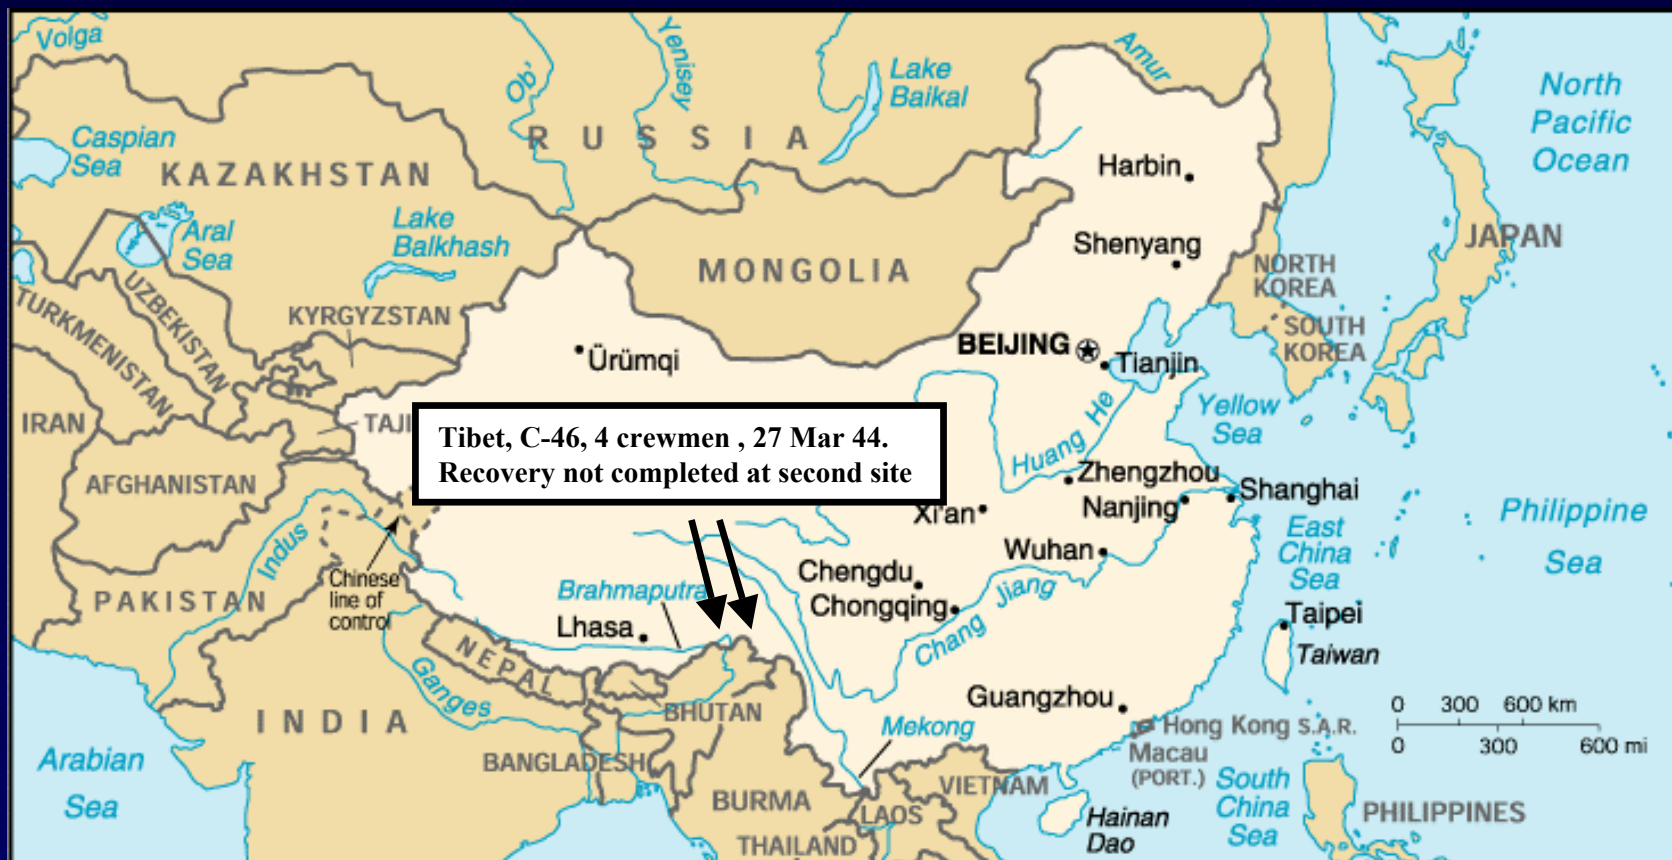 Volga
Ob'
Yenisey
Lake
Baikal
Amur
North
Pacific
Ocean
Caspian
Sea
RUSSIA
KAZAKHSTAN
Harbin
Aral
Sea
Lake
Balkhash
Shenyang
JAPAN
MONGOLIA
NORTH
KOREA
UZBEKISTAN
TURKMENISTAN
KYRGYZSTAN
SOUTH
KOREA
BEIJING
Tianjin
Ürümqi
IRAN
TAJI
Tibet, C-46, 4 crewmen , 27 Mar 44.
Recovery not completed at second site
Huang He
Yellow
Sea
Zhengzhou
AFGHANISTAN
Nanjing
Shanghai
Xi'an
Philippine
Sea
East
China
Sea
Indus
Wuhan
Chengdu
Chongqing
Chang Jiang
Chinese
line of
control
PAKISTAN
Brahmaputra
Lhasa
Taipei
Taiwan
NEPAL
Ganges
Guangzhou
0 300 600 km
0 300 600 mi
INDIA
BHUTAN
Mekong
Hong Kong S.A.R.
Macau
(PORT.)
Arabian
Sea
BANGLADESH
VIETNAM
South
China
Sea
BURMA
LAOS
Hainan
Dao
PHILIPPINES
THAILAND